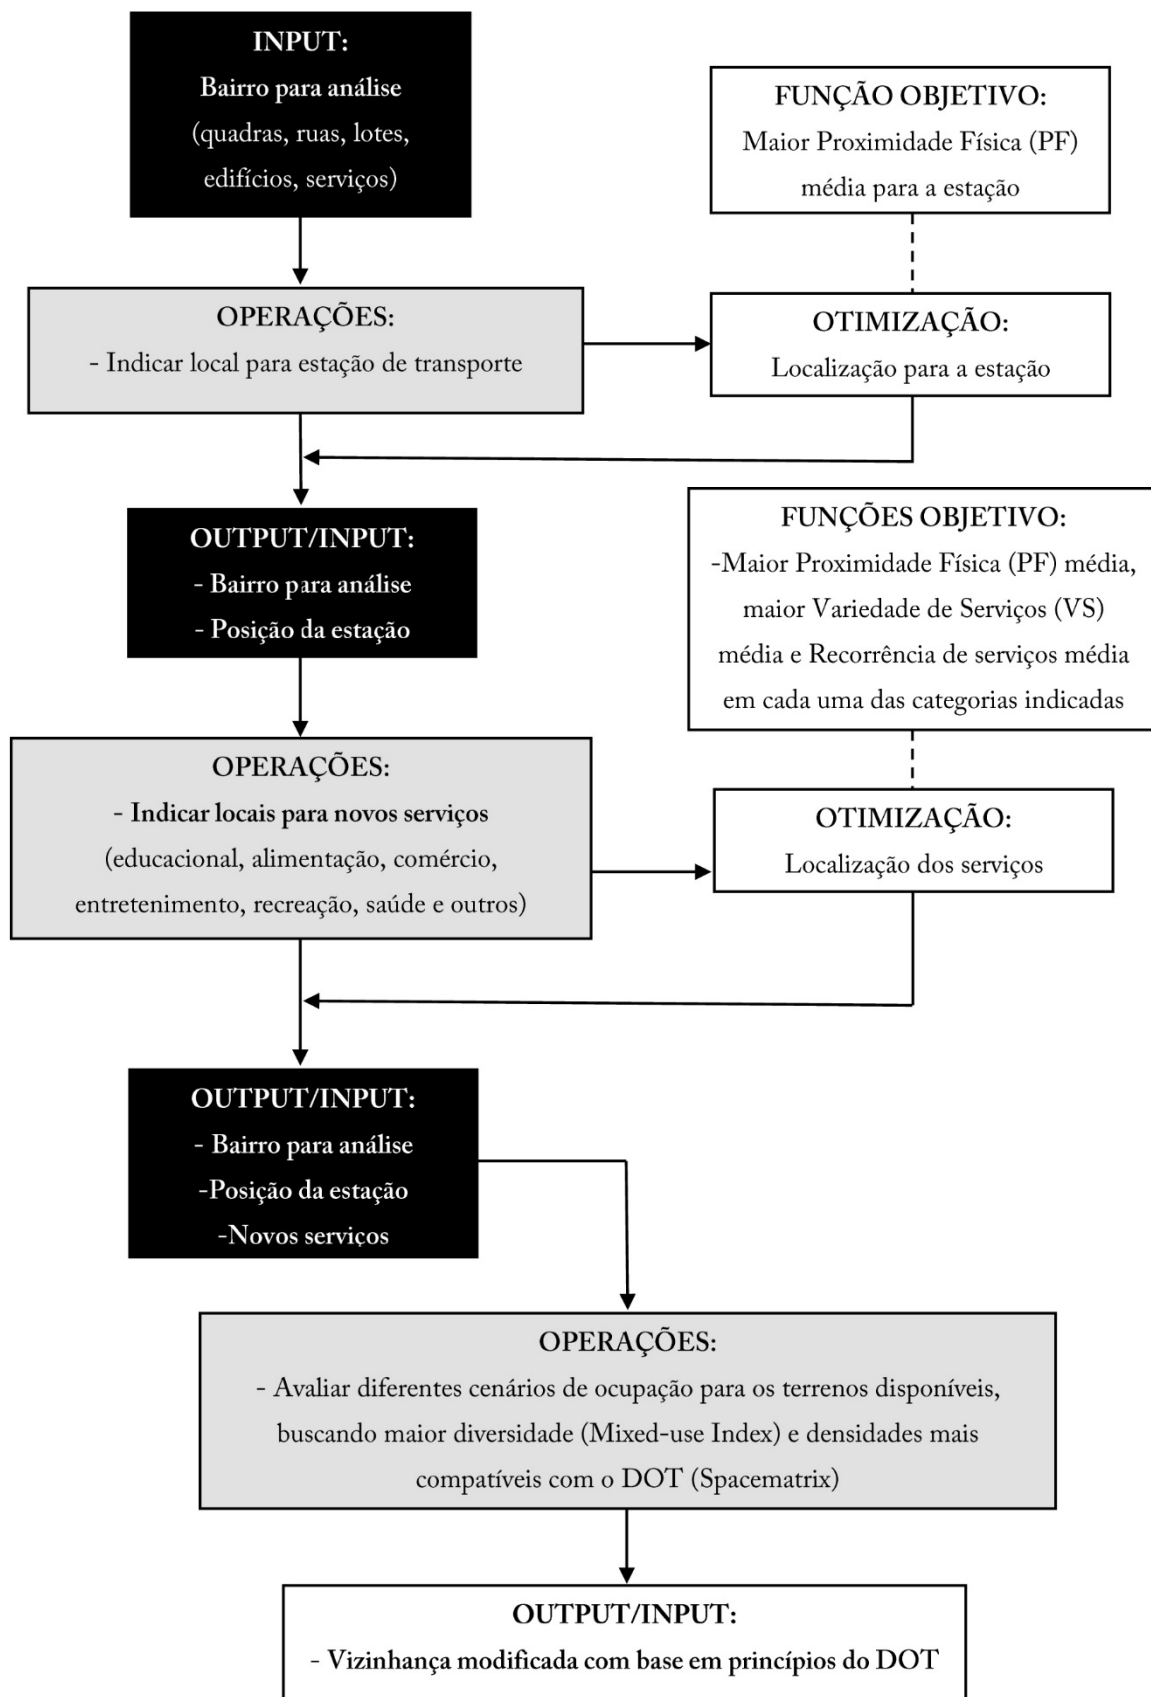 INPUT:
Bairro para análise
(quadras, ruas, lotes,
edifícios, serviços)
FUNÇÃO OBJETIVO:
Maior Proximidade Física (PF)
média para a estação
OPERAÇÕES:
- Indicar local para estação de transporte
OTIMIZAÇÃO:
Localização para a estação
OUTPUT/INPUT:
- Bairro para análise
- Posição da estação
FUNÇÕES OBJETIVO:
-Maior Proximidade Física (PF) média,
maior Variedade de Serviços (VS)
média e Recorrência de serviços média
em cada uma das categorias indicadas
OPERAÇÕES:
- Indicar locais para novos serviços
(educacional, alimentação, comércio,
entretenimento, recreação, saúde e outros)
OTIMIZAÇÃO:
Localização dos serviços
OUTPUT/INPUT:
- Bairro para análise
-Posição da estação
-Novos serviços
OPERAÇÕES:
- Avaliar diferentes cenários de ocupação para os terrenos disponíveis,
buscando maior diversidade (Mixed-use Index) e densidades mais
compatíveis com o DOT (Spacematrix)
OUTPUT/INPUT:
- Vizinhança modificada com base em princípios do DOT